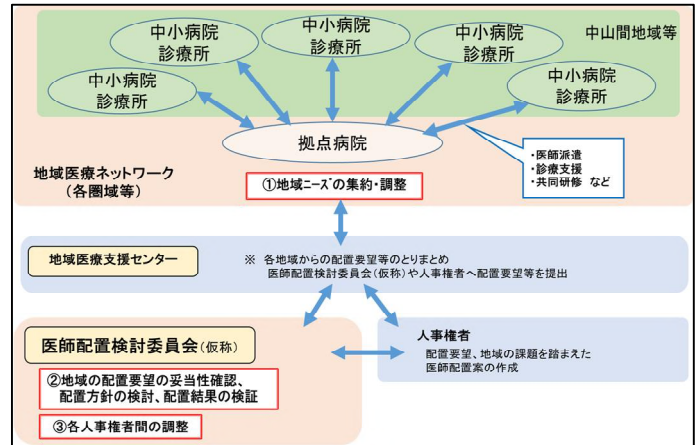 中小病院
診療所
中小病院
診療所
中小病院
診療所
中小病院
診療所
中小病院
診療所
中山間地域等
拠点病院
・医師派遣
・診療支援
・共同研修 など
地域医療ネットワーク
(各圏域等)
①地域ニーズの集約・調整
地域医療支援センター
※ 各地域からの配置要望等のとりまとめ
医師配置検討委員会(仮称)や人事権者へ配置要望等を提出
医師配置検討委員会(仮称)
②地域の配置要望の妥当性確認、
配置方針の検討、配置結果の検証
③各人事権者間の調整
人事権者
配置要望、地域の課題を踏まえた
医師配置案の作成